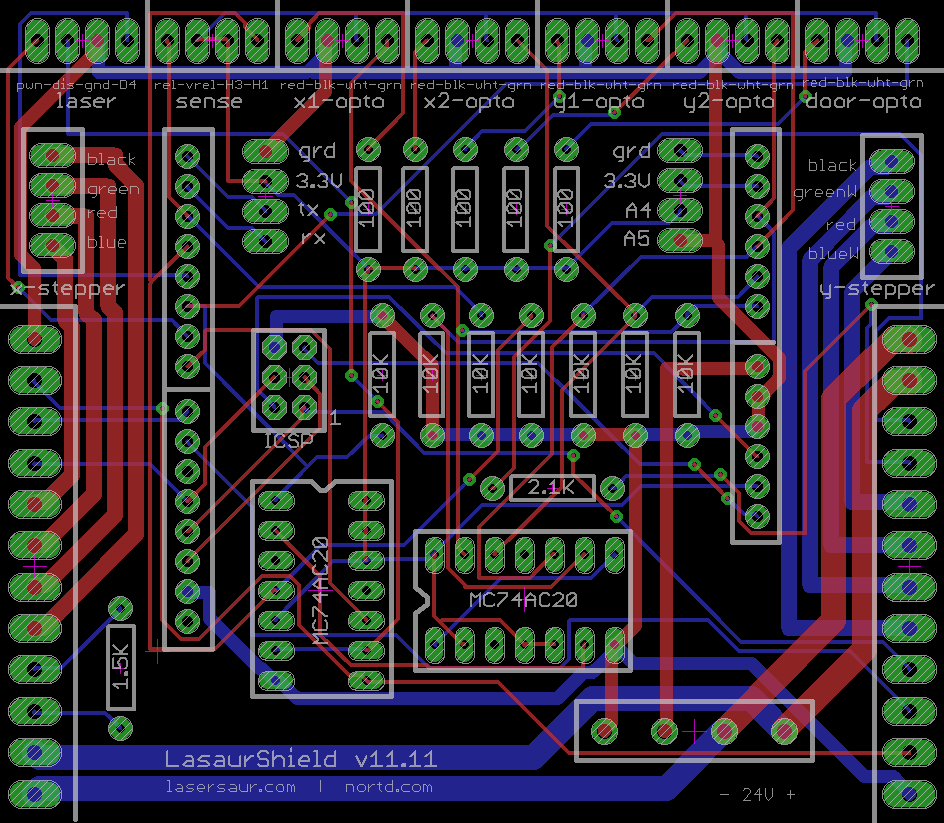 pwn-dis-gnd-D4 rel-vrel-H3-H1 red-blk-wht-grn red-blk-wht-grn red-blk-wht-grn red-blk-wht-grn red-blk-wht-grn
laser sense x1-opto x2-opto y1-opto y2-opto door-opto
black
green
red
blue
x-stepper
grd
3.3V
tx
rx
100 100 100 100 100
grd
3.3V
A4
A5
black
greenW
red
blueW
y-stepper
10K 10K 10K 10K 10K 10K 10K
1
ICSP
2.1K
MC74AC20
MC74AC20
1.5K
LasaurShield v11.11
lasersaur.com | nortd.com
- 24V +